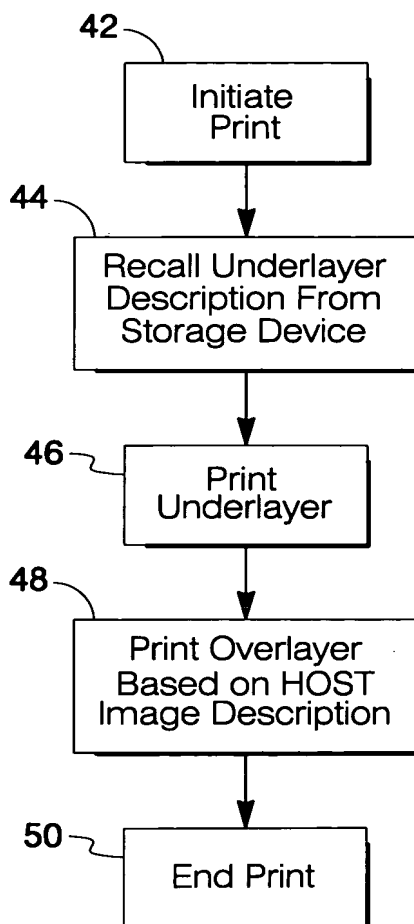 42
Initiate
Print
44
Recall Underlayer
Description From
Storage Device
46
Print
Underlayer
48
Print Overlayer
Based on HOST
Image Description
50
End Print